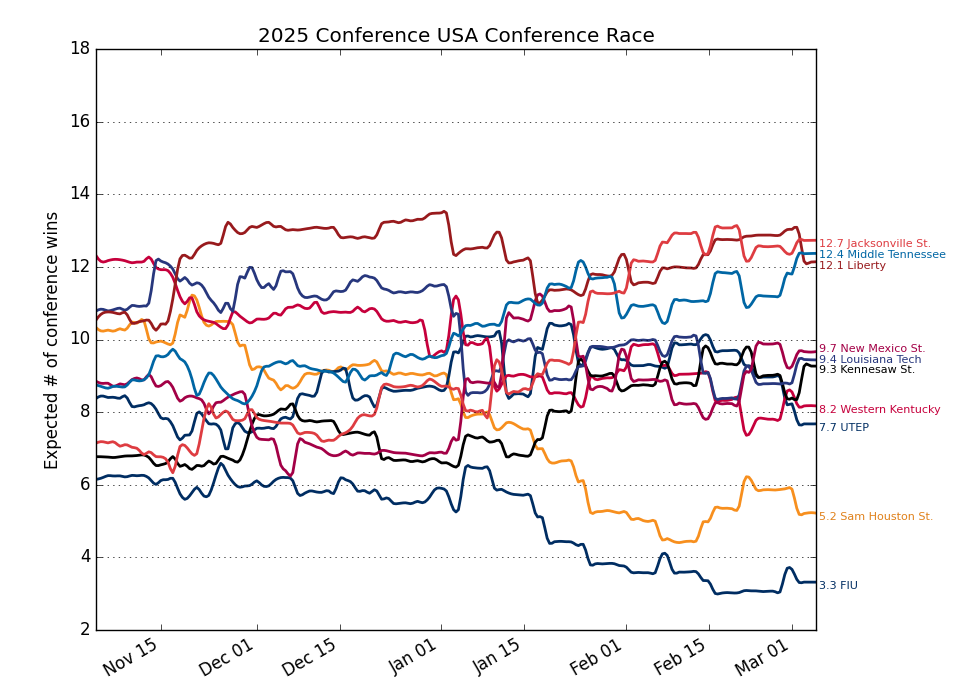 2025 Conference USA Conference Race
Expected # of conference wins
18
16
14
12
10
8
6
4
2
Nov 15
Dec 01
Dec 15
Jan 01
Jan 15
Feb 01
Feb 15
Mar 01
12.7 Jacksonville St.
12.4 Middle Tennessee
12.1 Liberty
9.7 New Mexico St.
9.4 Louisiana Tech
9.3 Kennesaw St.
8.2 Western Kentucky
7.7 UTEP
5.2 Sam Houston St.
3.3 FIU